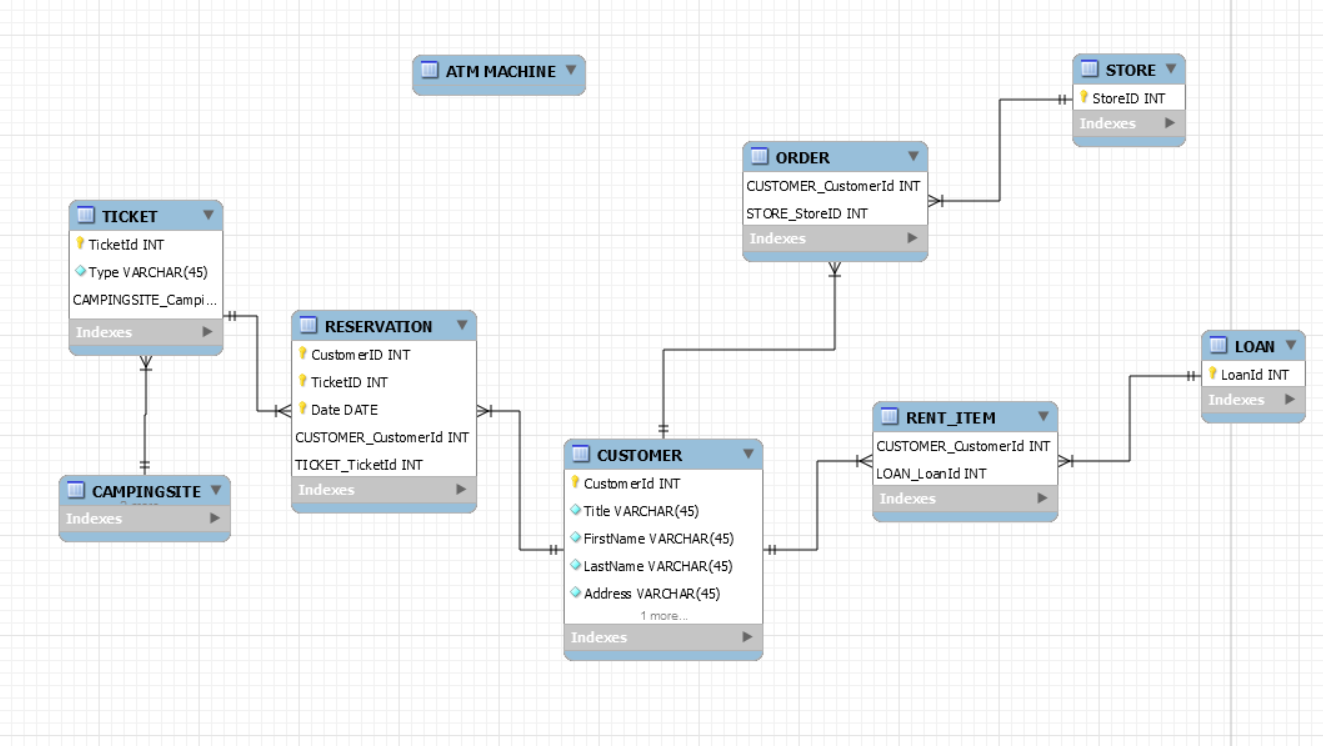 ATM MACHINE
STORE
StoreID INT
Indexes
ORDER
CUSTOMER_CustomerId INT
STORE_StoreID INT
Indexes
TICKET
TicketId INT
Type VARCHAR(45)
CAMPINGSITE_Campi...
Indexes
RESERVATION
CustomerID INT
TicketID INT
Date DATE
CUSTOMER_CustomerId INT
TICKET_TicketId INT
Indexes
LOAN
LoanId INT
Indexes
RENT_ITEM
CUSTOMER_CustomerId INT
LOAN_LoanId INT
Indexes
CUSTOMER
CustomerId INT
Title VARCHAR(45)
FirstName VARCHAR(45)
LastName VARCHAR(45)
Address VARCHAR(45)
1 more...
Indexes
CAMPINGSITE
Indexes